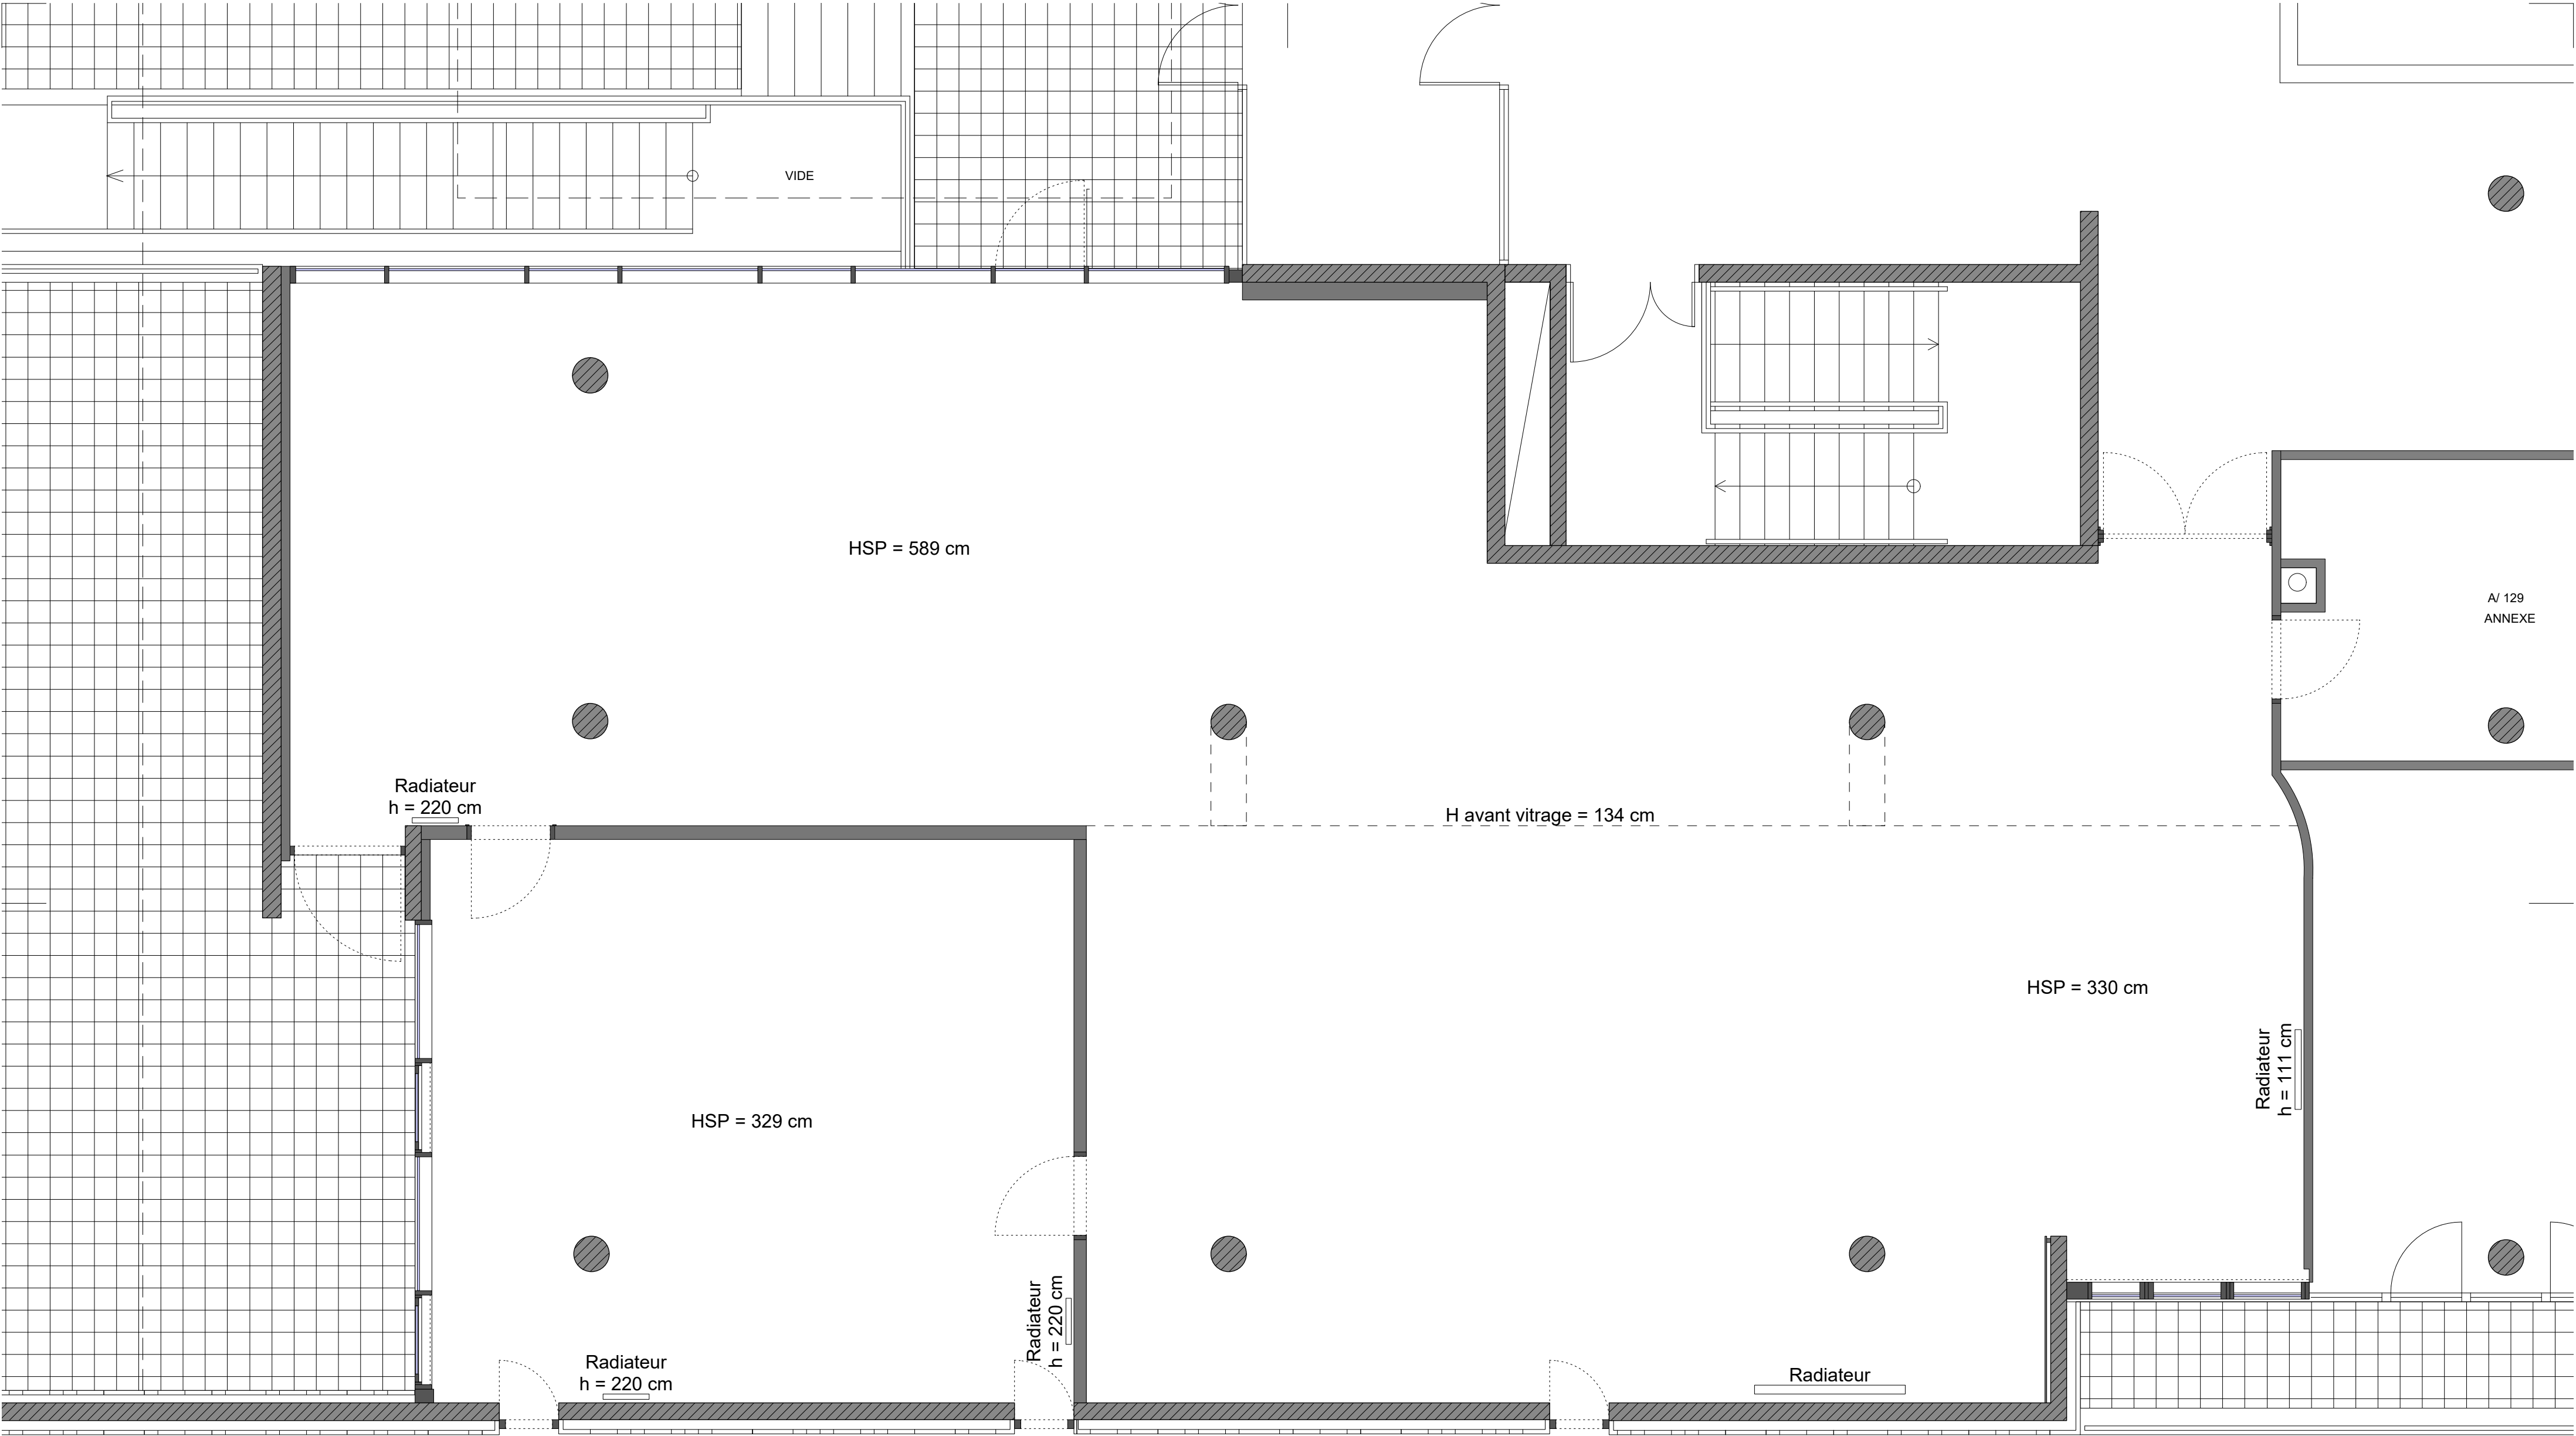 VIDE
HSP = 589 cm
A/ 129
ANNEXE
Radiateur
h = 220 cm
H avant vitrage = 134 cm
HSP = 330 cm
Radiateur
h = 111 cm
HSP = 329 cm
Radiateur
h = 220 cm
Radiateur
h = 220 cm
Radiateur